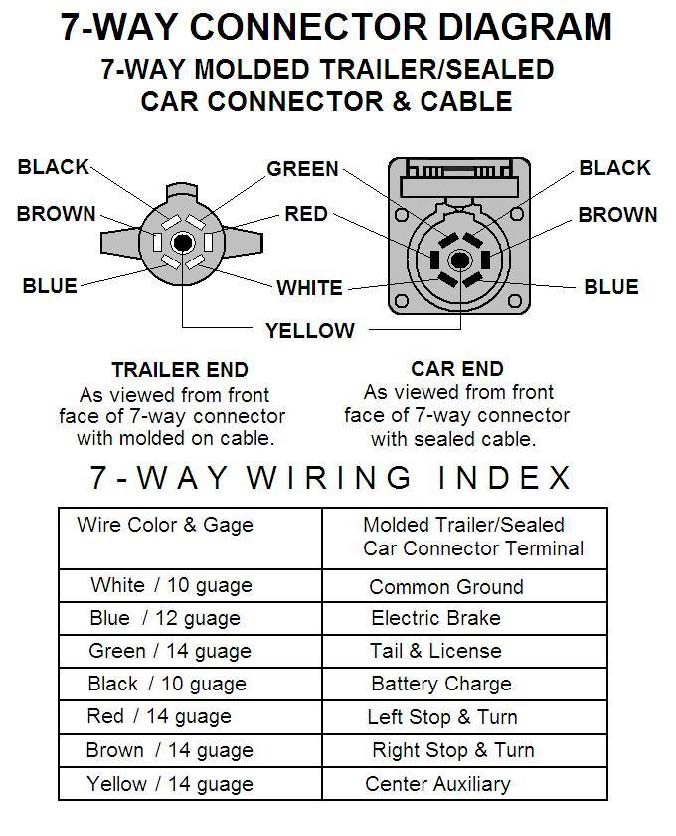 7-WAY CONNECTOR DIAGRAM
7-WAY MOLDED TRAILER/SEALED
CAR CONNECTOR & CABLE
BLACK GREEN BLACK
BROWN RED BROWN
BLUE WHITE BLUE
YELLOW
TRAILER END
As viewed from front
face of 7-way connector
with molded on cable.
CAR END
As viewed from front
face of 7-way connector
with sealed cable.
7-WAY WIRING INDEX
Wire Color & Gage
Molded Trailer/Sealed
Car Connector Terminal
White / 10 guage Common Ground
Blue / 12 guage Electric Brake
Green / 14 guage Tail & License
Black / 10 guage Battery Charge
Red / 14 guage Left Stop & Turn
Brown / 14 guage Right Stop & Turn
Yellow / 14 guage Center Auxiliary